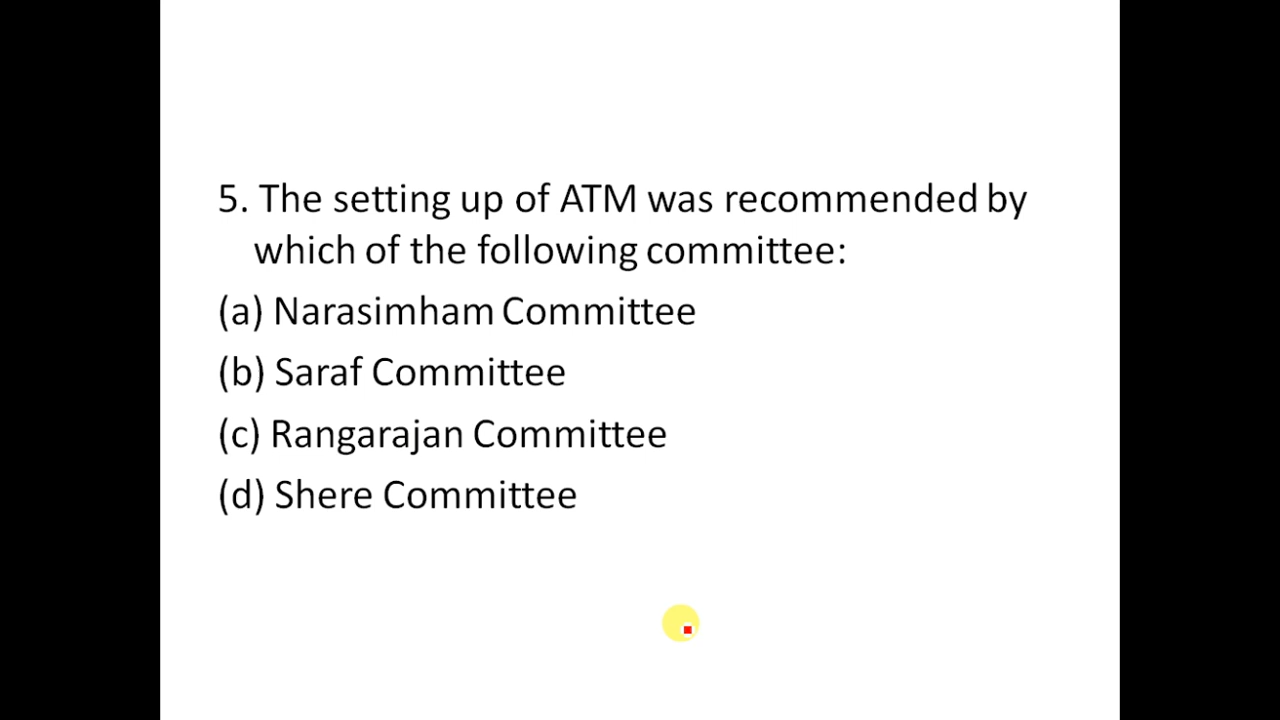 5. The setting up of ATM was recommended by
which of the following committee:
(a) Narasimham Committee
(b) Saraf Committee
(c) Rangarajan Committee
(d) Shere Committee